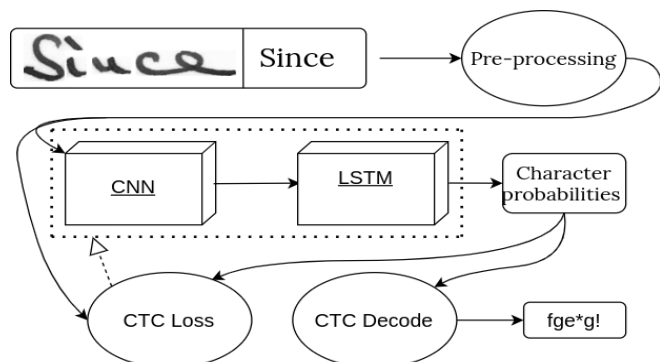 Since Since
Pre-processing
CNN
LSTM
Character
probabilities
CTC Loss
CTC Decode
fge*g!